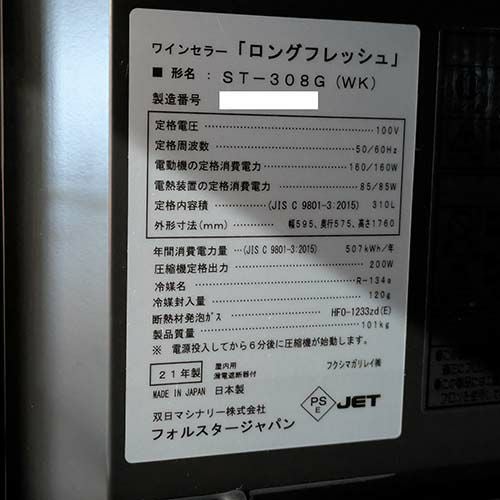 ワインセラー「ロングフレッシュ」
■ 形名：ST-308G (WK)
製造番号
定格電圧 100V
定格周波数 50/60Hz
電動機の定格消費電力 160/160W
電熱装置の定格消費電力 85/85W
定格内容積 (JIS C 9801-3:2015) 310L
外形寸法(mm) 幅595、奥行575、高さ1760
年間消費電力量 (JIS C 9801-3:2015) 507kWh/年
圧縮機定格出力 200W
冷媒名 R-134a
冷媒封入量 120g
断熱材発泡ガス HFO-1233zd(E)
製品質量 101kg
※ 電源投入してから6分後に圧縮機が始動します。
21年製 屋内用 漏電遮断器付 フクシマガリレイ㈱
MADE IN JAPAN 日本製
PS E JET
双日マシナリー株式会社
フォルスタージャパン